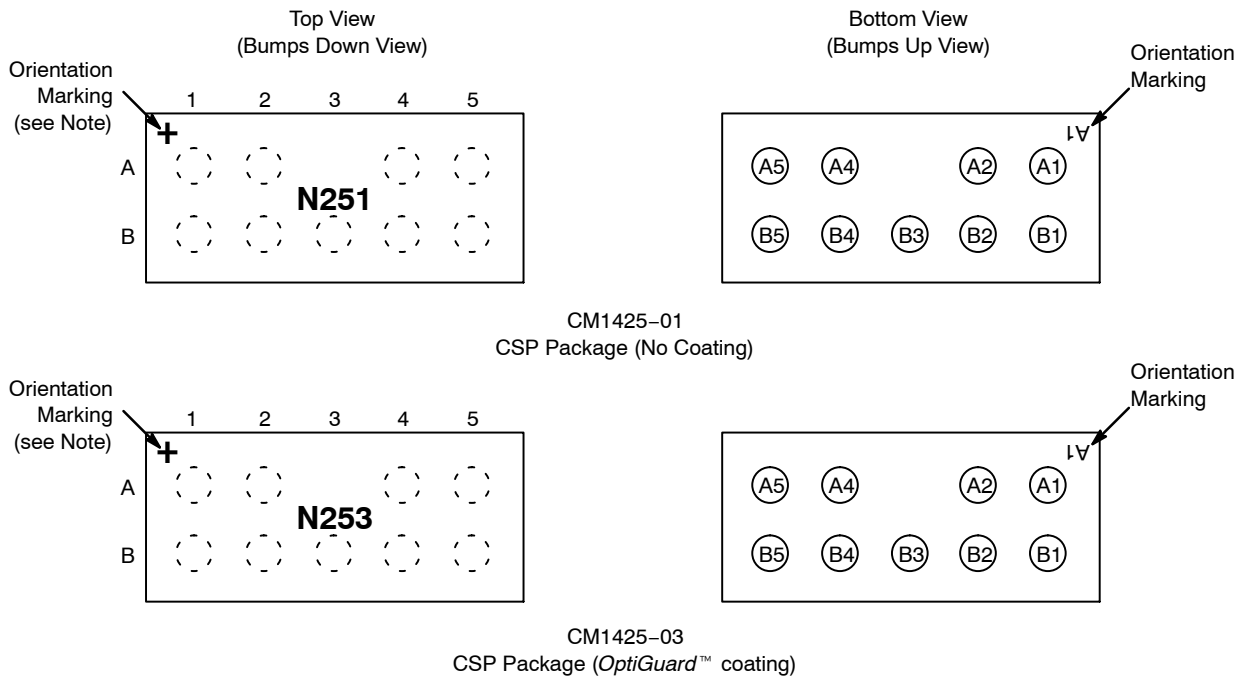 Top View
(Bumps Down View)
Bottom View
(Bumps Up View)
Orientation
Marking
(see Note)
Orientation
Marking
1 2 3 4 5
+
A1
A
N251
B
A5 A4 A2 A1
B5 B4 B3 B2 B1
CM1425−01
CSP Package (No Coating)
Orientation
Marking
(see Note)
Orientation
Marking
1 2 3 4 5
+
A1
A
N253
B
A5 A4 A2 A1
B5 B4 B3 B2 B1
CM1425−03
CSP Package (OptiGuard™ coating)